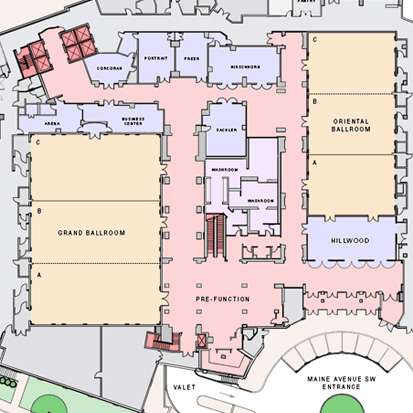 C
PORTRAIT
FREER
HIRSHHORN
CORCORAN
B
ORIENTAL
BALLROOM
ARENA
BUSINESS
CENTER
SACKLER
C
A
WASHROOM
WASHROOM
B
GRAND BALLROOM
HILLWOOD
A
PRE-FUNCTION
VALET
MAINE AVENUE SW
ENTRANCE